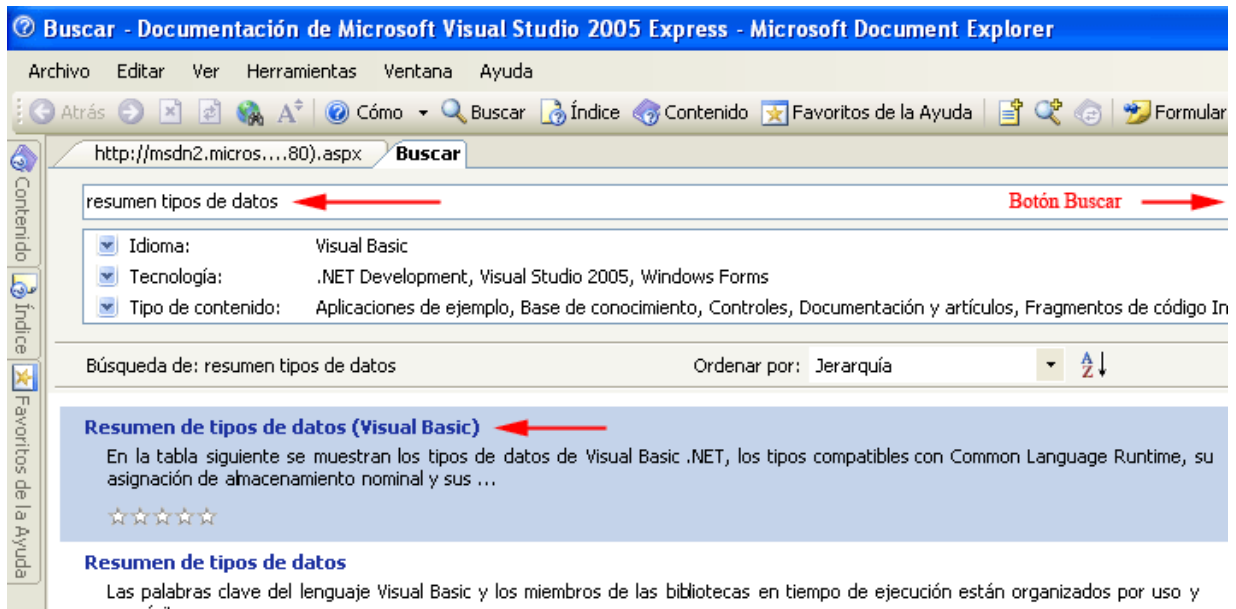 Buscar - Documentación de Microsoft Visual Studio 2005 Express - Microsoft Document Explorer
Archivo Editar Ver Herramientas Ventana Ayuda
Atrás Cómo Buscar Índice Contenido Favoritos de la Ayuda Formular
http://msdn2.micros....80).aspx Buscar
Contenido
Índice
Favoritos de la Ayuda
resumen tipos de datos Botón Buscar
Idioma: Visual Basic
Tecnología: .NET Development, Visual Studio 2005, Windows Forms
Tipo de contenido: Aplicaciones de ejemplo, Base de conocimiento, Controles, Documentación y artículos, Fragmentos de código In
Búsqueda de: resumen tipos de datos Ordenar por: Jerarquía
Resumen de tipos de datos (Visual Basic)
En la tabla siguiente se muestran los tipos de datos de Visual Basic .NET, los tipos compatibles con Common Language Runtime, su
asignación de almacenamiento nominal y sus ...
Resumen de tipos de datos
Las palabras clave del lenguaje Visual Basic y los miembros de las bibliotecas en tiempo de ejecución están organizados por uso y